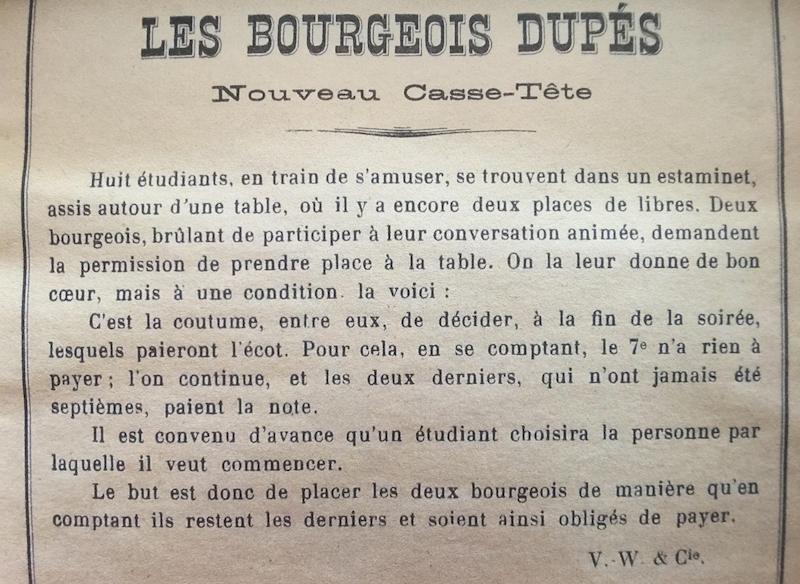 LES BOURGEOIS DUPÉS
Nouveau Casse-Tête
Huit étudiants, en train de s'amuser, se trouvent dans un estaminet,
assis autour d'une table, où il y a encore deux places de libres. Deux
bourgeois, brûlant de participer à leur conversation animée, demandent
la permission de prendre place à la table. On la leur donne de bon
cœur, mais à une condition. la voici :
C'est la coutume, entre eux, de décider, à la fin de la soirée,
lesquels paieront l'écot. Pour cela, en se comptant, le 7e n'a rien à
payer ; l'on continue, et les deux derniers, qui n'ont jamais été
septièmes, paient la note.
Il est convenu d'avance qu'un étudiant choisira la personne par
laquelle il veut commencer.
Le but est donc de placer les deux bourgeois de manière qu'en
comptant ils restent les derniers et soient ainsi obligés de payer.
V.-W. & Cie.